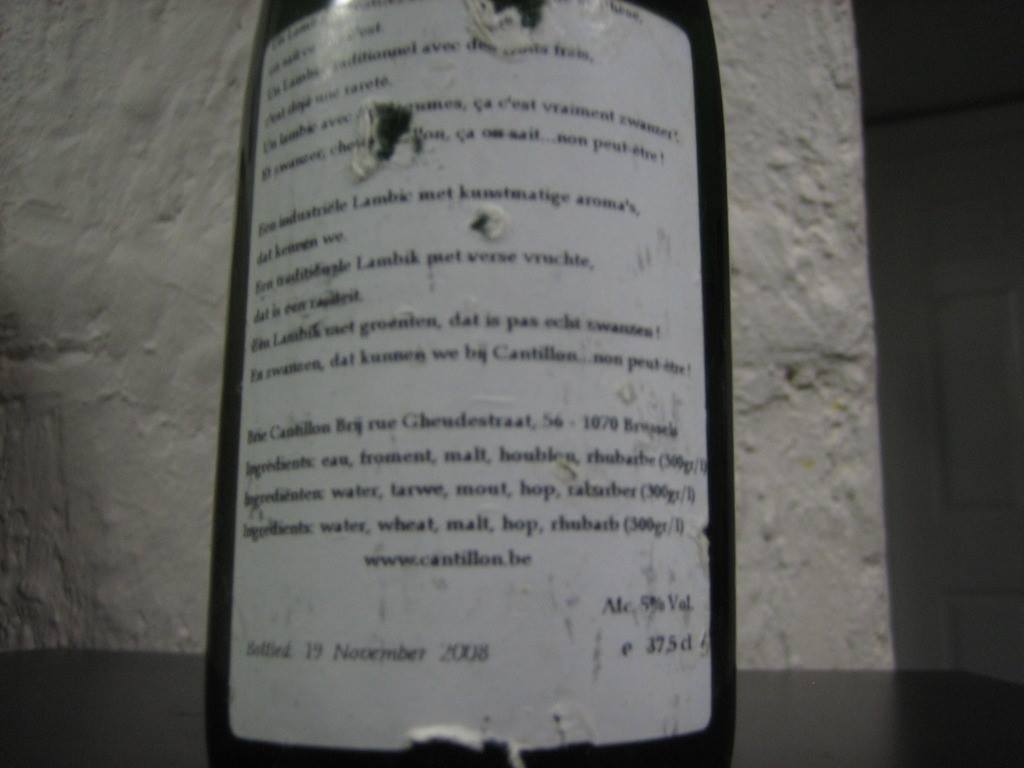 Un Lambic
c'est
Un Lambic traditionnel avec des fruits frais,
c'est déjà une rareté.
Un lambic avec ça c'est vraiment zwanzer!
Et zwanzer, chez ça on sait...non peut-être!
Een industriële Lambic met kunstmatige aroma's,
dat kennen we.
Een traditionele Lambik met verse vruchte,
dat is een rariteit.
Een Lambik met groenten, dat is pas echt zwanzen!
En zwanzen, dat kunnen we bij Cantillon...non peut-être!
Brie Cantillon Brij rue Gheudestraat, 56 - 1070 Brussels
Ingrédients: eau, froment, malt, houblon, rhubarbe (300gr/l)
Ingrediënten: water, tarwe, mout, hop, rabarber (300gr/l)
Ingredients: water, wheat, malt, hop, rhubarb (300gr/l)
www.cantillon.be
Alc. 5% Vol.
Bottled 19 November 2008
e 37,5 cl